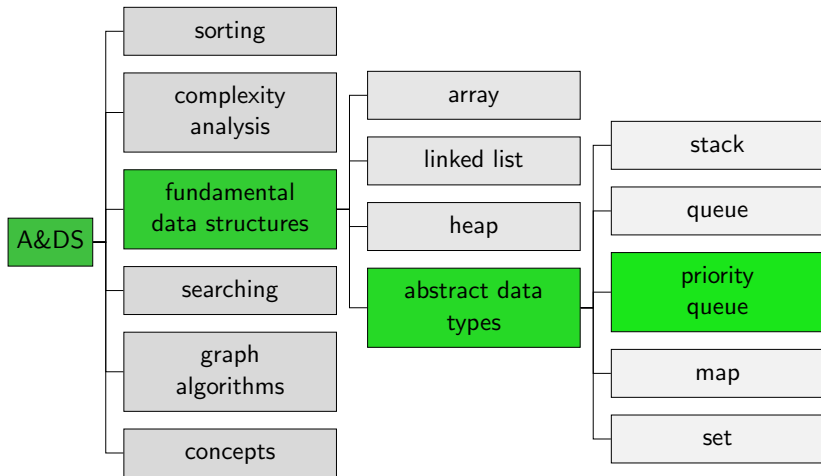 A&DS
sorting
complexity
analysis
fundamental
data structures
searching
graph
algorithms
concepts
array
linked list
heap
abstract data
types
stack
queue
priority
queue
map
set